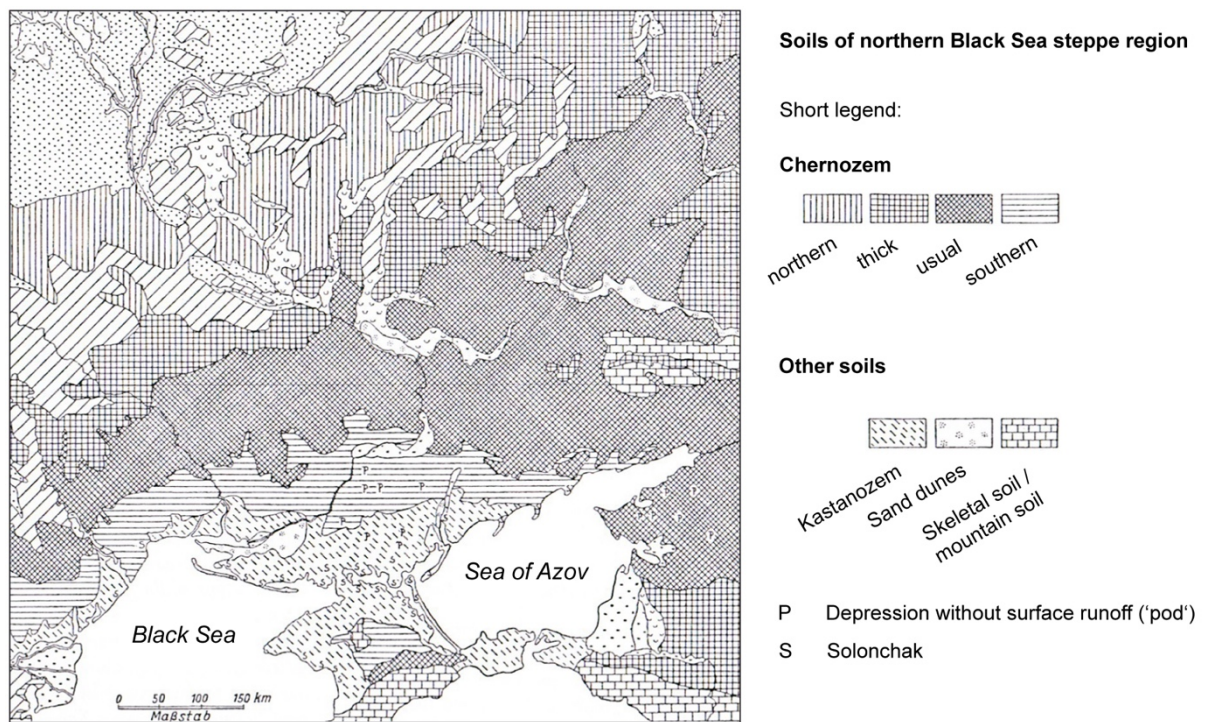 Soils of northern Black Sea steppe region
Short legend:
Chernozem
northern
thick
usual
southern
Other soils
Kastanozem
Sand dunes
Skeletal soil /
mountain soil
P Depression without surface runoff (‘pod‘)
S Solonchak
P
P-P- P
P
P
P
P
P
P
P
P
Sea of Azov
Black Sea
0 50 100 150 km
Maßstab